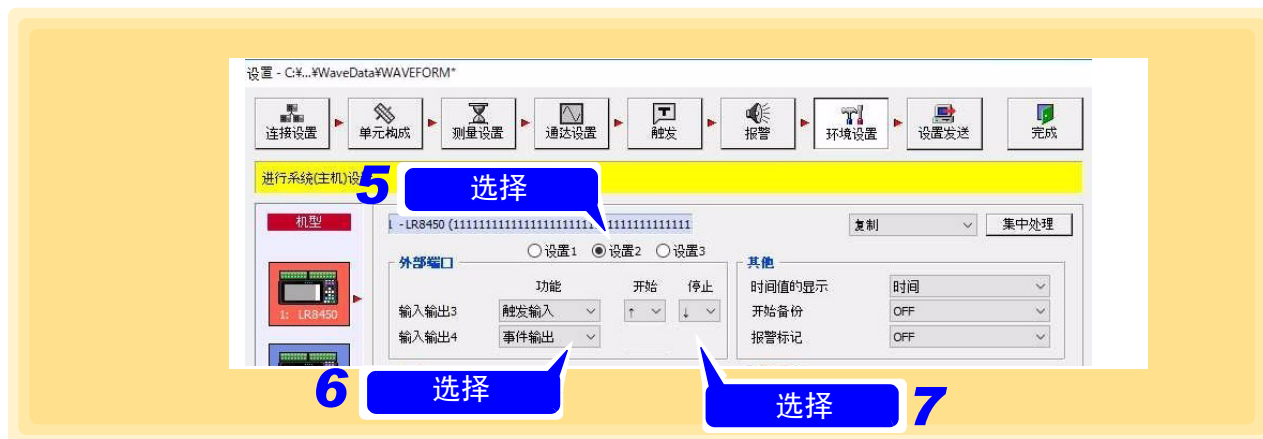 设置 - C:¥...¥WaveData¥WAVEFORM*
连接设置 单元构成 测量设置 通达设置 触发 报警 环境设置 设置发送 完成
进行系统(主机)设
5 选择
机型
- LR8450 (1111111111111111111111
1111111111111
复制 集中处理
设置1 设置2 设置3
外部端口
功能 开始 停止
输入输出3 触发输入 ↑ ↓
输入输出4 事件输出
其他
时间值的显示 时间
开始备份 OFF
报警标记 OFF
1: LR8450
6 选择
选择 7